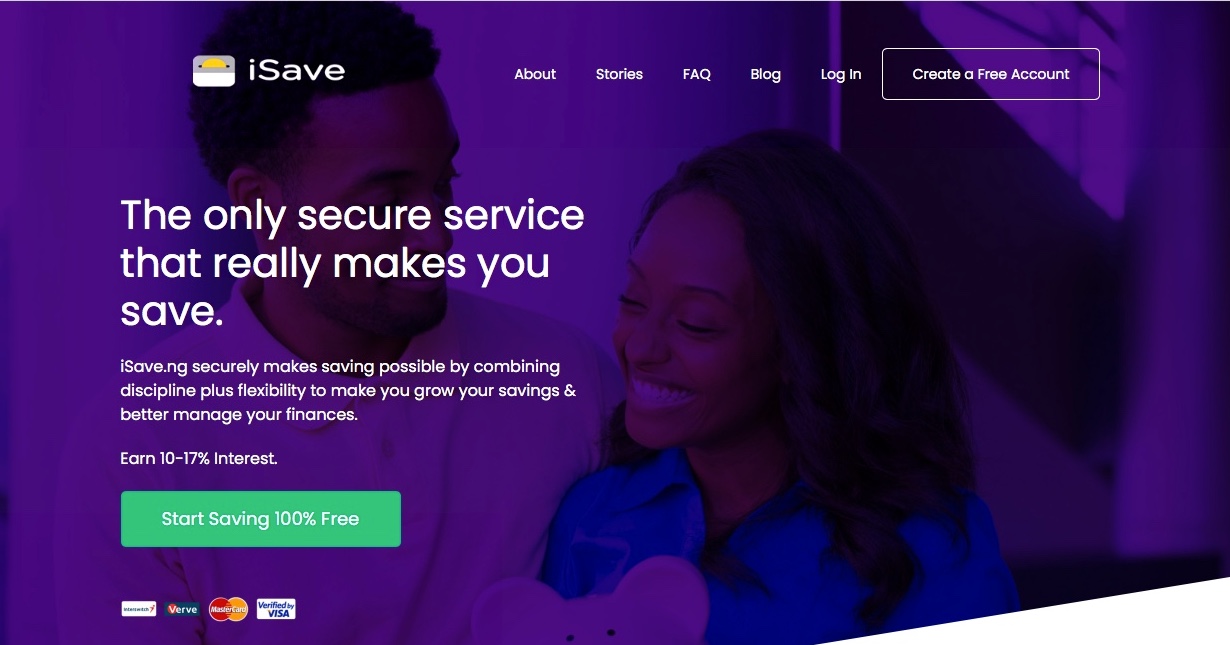 iSave
About
Stories
FAQ
Blog
Log In
Create a Free Account
The only secure service
that really makes you
save.
iSave.ng securely makes saving possible by combining
discipline plus flexibility to make you grow your savings &
better manage your finances.
Earn 10-17% Interest.
Start Saving 100% Free
Interswitch
Verve
MasterCard
Verified by
VISA